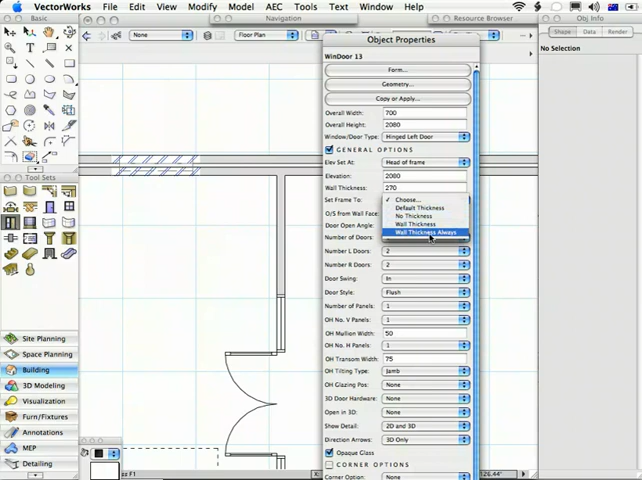 VectorWorks File Edit View Modify Model AEC Tools Text Window Help
Basic
Navigation
Resource Browser
Obj Info
None
Floor Plan
Shape Data Render
No Selection
Object Properties
WinDoor 13
Form...
Geometry...
Copy or Apply...
Overall Width: 700
Overall Height: 2080
Window/Door Type: Hinged Left Door
GENERAL OPTIONS
Elev Set At: Head of frame
Elevation: 2080
Wall Thickness: 270
Set Frame To: Choose...
Default Thickness
No Thickness
O/S from Wall Face: Wall Thickness
Door Open Angle: Wall Thickness Always
Number of Doors:
Number L Doors: 2
Number R Doors: 2
Door Swing: In
Door Style: Flush
Number of Panels: 1
OH No. V Panels: 1
OH Mullion Width: 50
OH No. H Panels: 1
OH Transom Width: 75
OH Tilting Type: Jamb
OH Glazing Pos: None
3D Door Hardware: None
Open in 3D: None
Show Detail: 2D and 3D
Direction Arrows: 3D Only
Opaque Glass
CORNER OPTIONS
Corner Option: None
Tool Sets
Site Planning
Space Planning
Building
3D Modeling
Visualization
Furn/Fixtures
Annotations
MEP
Detailing